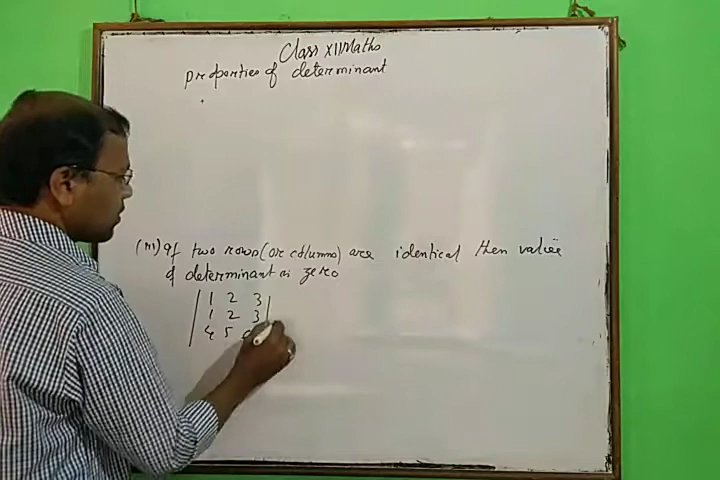 Class XII Maths
properties of determinant
(III) If two rows (or columns) are identical then value
of determinant is zero
| 1 2 3 |
1 2 3
4 5